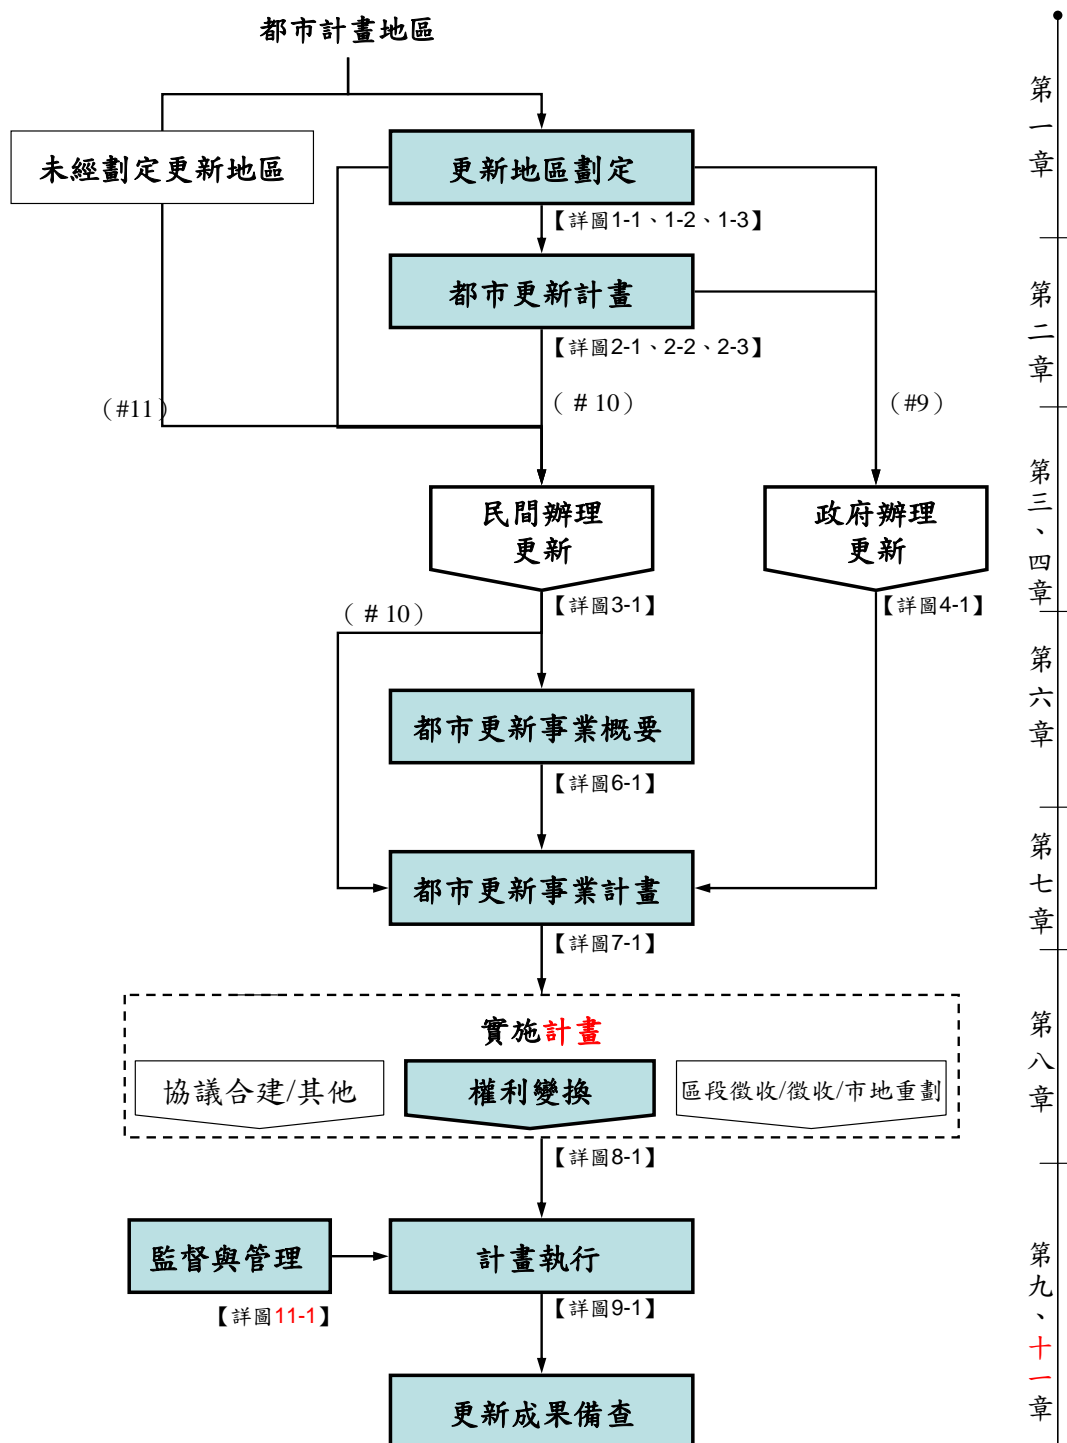 都市計畫地區
未經劃定更新地區
更新地區劃定
【詳圖1-1、1-2、1-3】
都市更新計畫
【詳圖2-1、2-2、2-3】
（#11）
（＃10）
（#9）
民間辦理
更新
政府辦理
更新
【詳圖3-1】
【詳圖4-1】
（＃10）
都市更新事業概要
【詳圖6-1】
都市更新事業計畫
【詳圖7-1】
實施計畫
協議合建/其他
權利變換
區段徵收/徵收/市地重劃
【詳圖8-1】
監督與管理
計畫執行
【詳圖11-1】
【詳圖9-1】
更新成果備查
第一章
第二章
第三、四章
第六章
第七章
第八章
第九、十一章